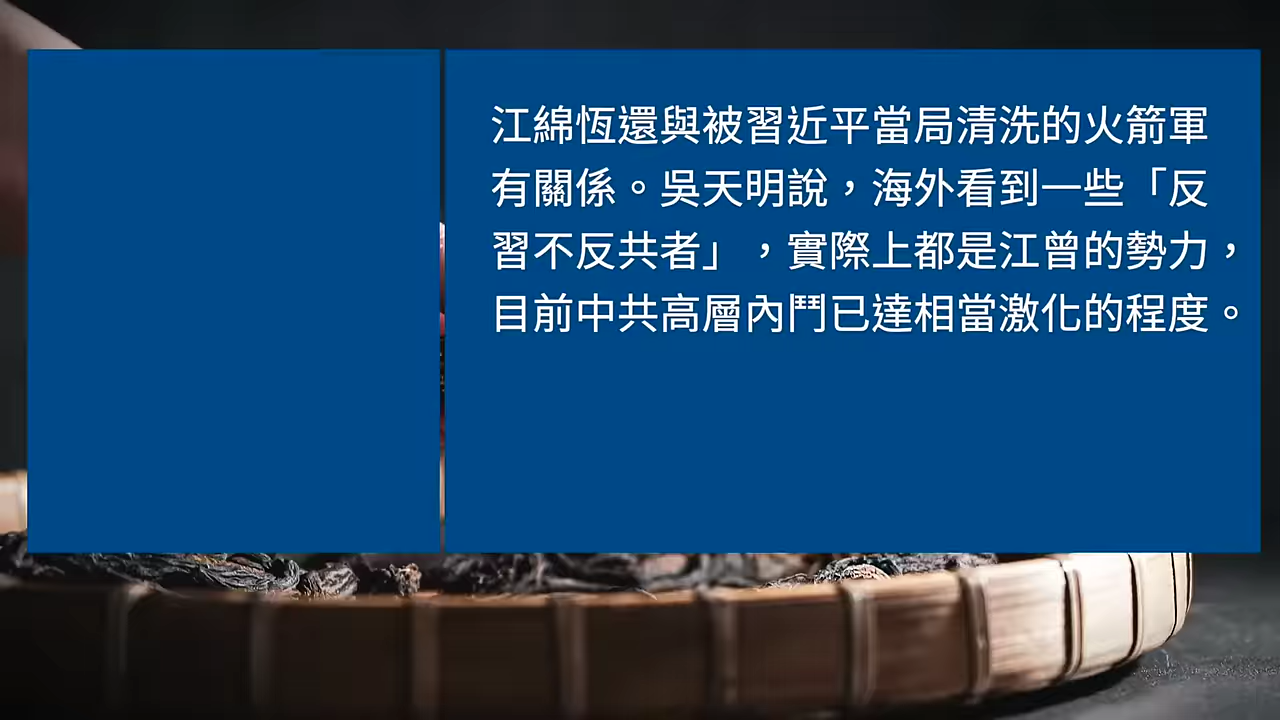 江綿恆還與被習近平當局清洗的火箭軍
有關係。吳天明說，海外看到一些「反
習不反共者」，實際上都是江曾的勢力，
目前中共高層內鬥已達相當激化的程度。